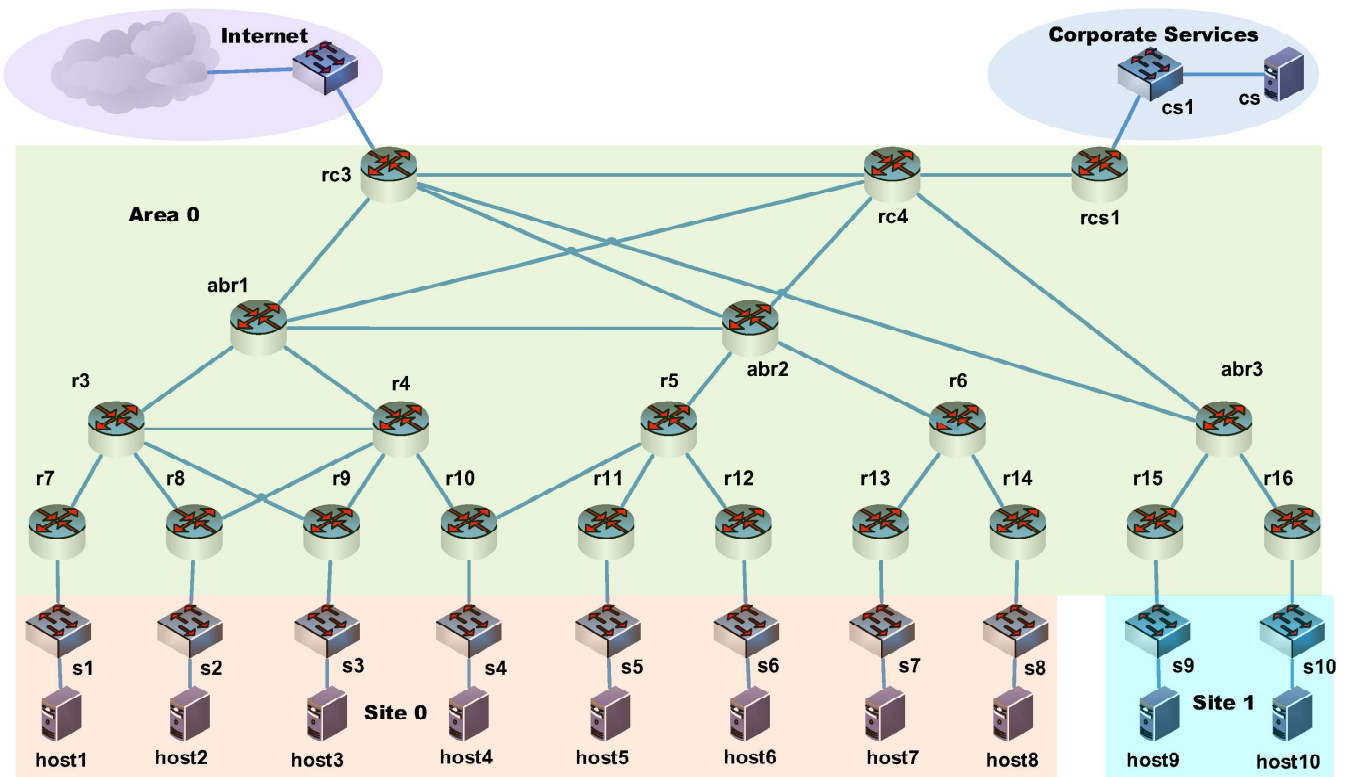 Internet
Corporate Services
cs1
cs
rc3
rc4
rcs1
Area 0
abr1
abr2
abr3
r3
r4
r5
r6
r7
r8
r9
r10
r11
r12
r13
r14
r15
r16
s1
s2
s3
s4
s5
s6
s7
s8
s9
s10
Site 0
Site 1
host1
host2
host3
host4
host5
host6
host7
host8
host9
host10